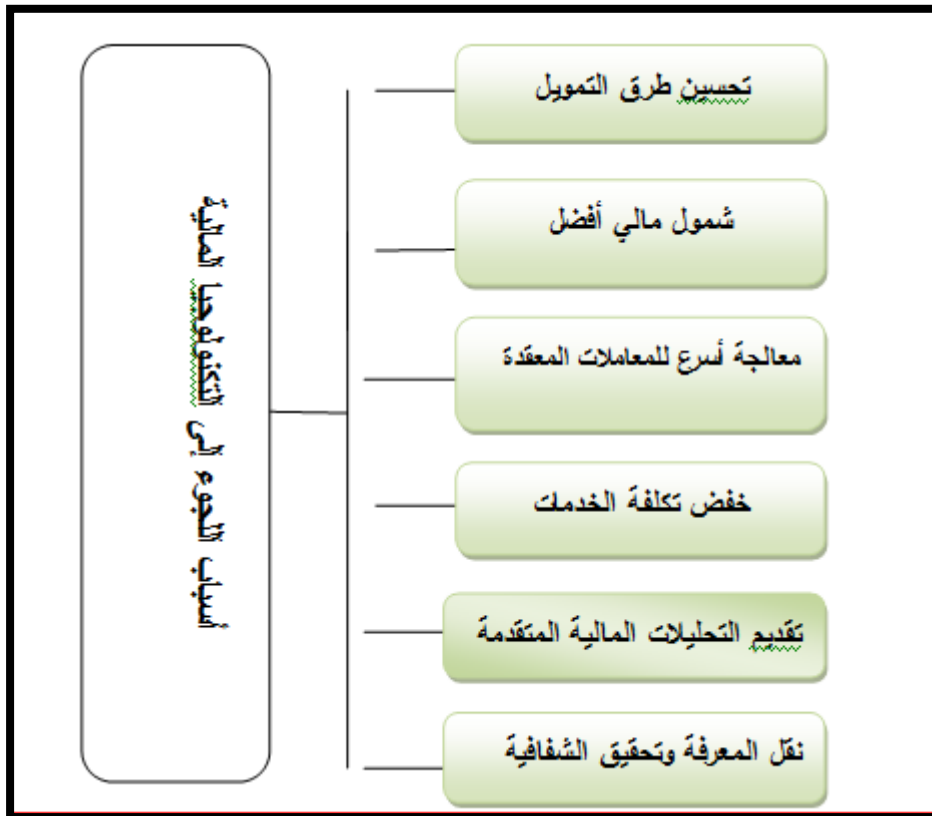 أسباب اللجوء إلى التكنولوجيا المالية
تحسين طرق التمويل
شمول مالي أفضل
معالجة أسرع للمعاملات المعقدة
خفض تكلفة الخدمات
تقديم التحليلات المالية المتقدمة
نقل المعرفة وتحقيق الشفافية